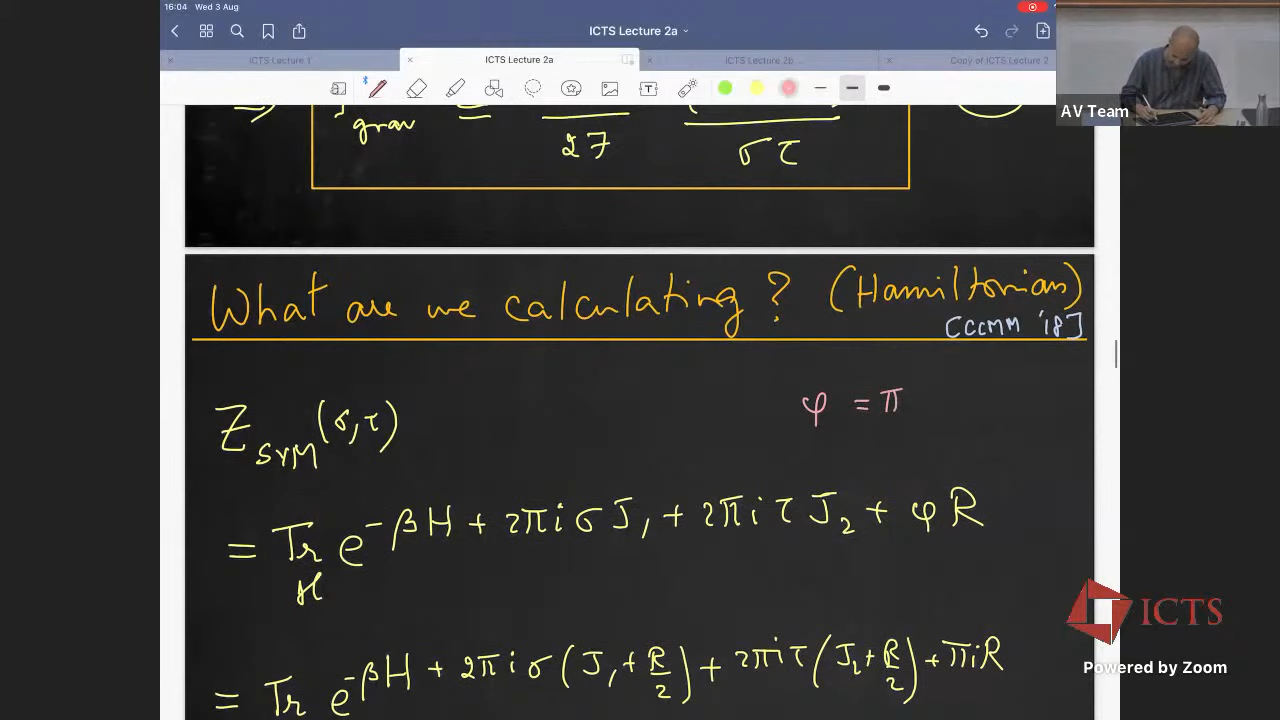 16:04 Wed 3 Aug
ICTS Lecture 2a
ICTS Lecture 1
ICTS Lecture 2a
ICTS Lecture 2b
Copy of ICTS Lecture 2
AV Team
grav =
27
στ
What are we calculating? (Hamiltonian)
[CCMM '18]
Z_SYM (σ,τ)
φ = π
= Tr_H e^{-βH + 2πiσJ_1 + 2πiτJ_2 + φR}
= Tr e^{-βH + 2πiσ(J_1 + R/2) + 2πiτ(J_2 + R/2) + πiR}
ICTS
Powered by Zoom